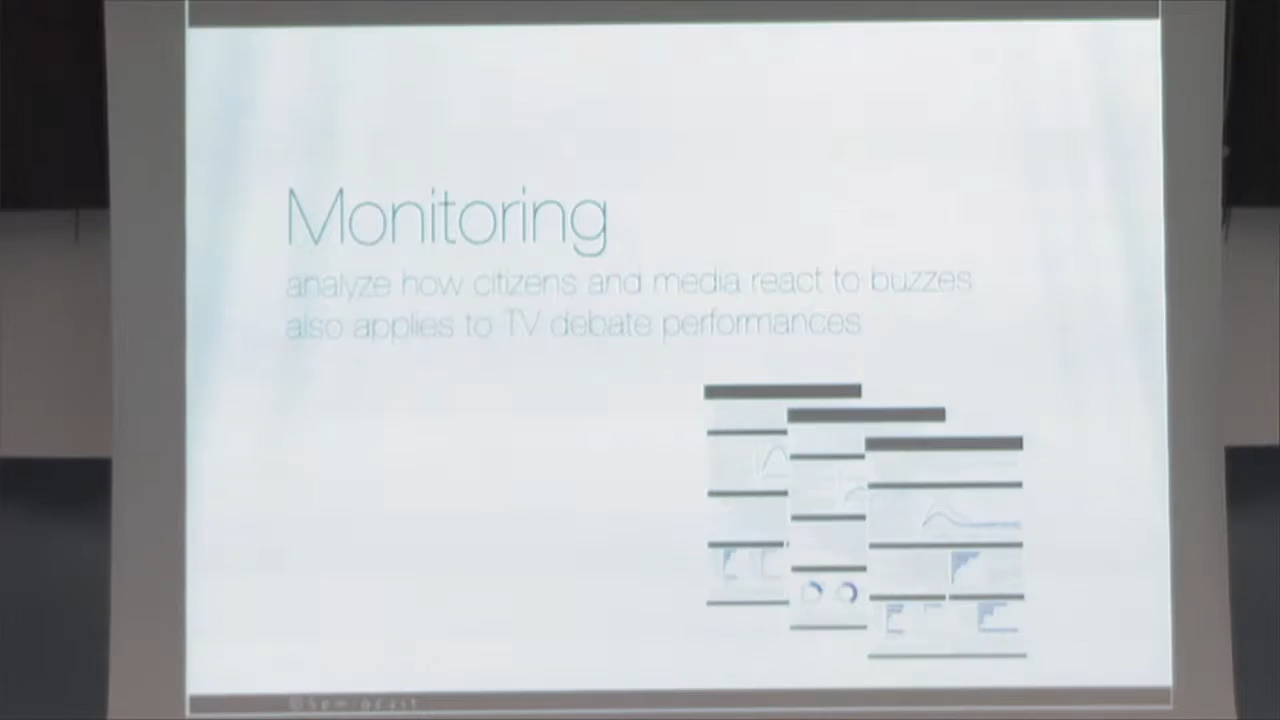 Monitoring
analyze how citizens and media react to buzzes
also applies to TV debate performances